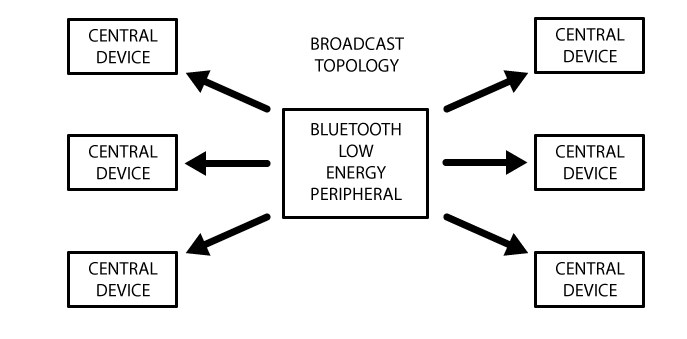 CENTRAL
DEVICE
BROADCAST
TOPOLOGY
CENTRAL
DEVICE
CENTRAL
DEVICE
BLUETOOTH
LOW
ENERGY
PERIPHERAL
CENTRAL
DEVICE
CENTRAL
DEVICE
CENTRAL
DEVICE